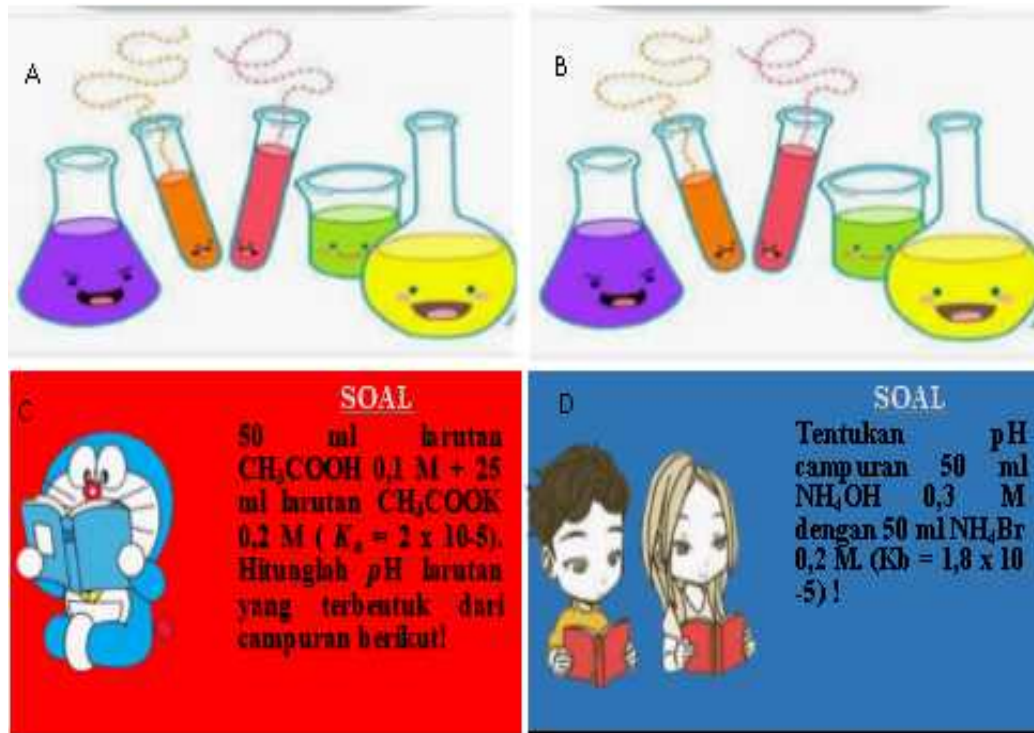 A
B
C
SOAL
50 ml larutan
CH₃COOH 0,1 M + 25
ml larutan CH₃COOK
0,2 M ( Kₐ = 2 x 10-5).
Hitunglah pH larutan
yang terbentuk dari
campuran berikut!
D
SOAL
Tentukan pH
campuran 50 ml
NH₄OH 0,3 M
dengan 50 ml NH₄Br
0,2 M. (Kb = 1,8 x 10
-5) !